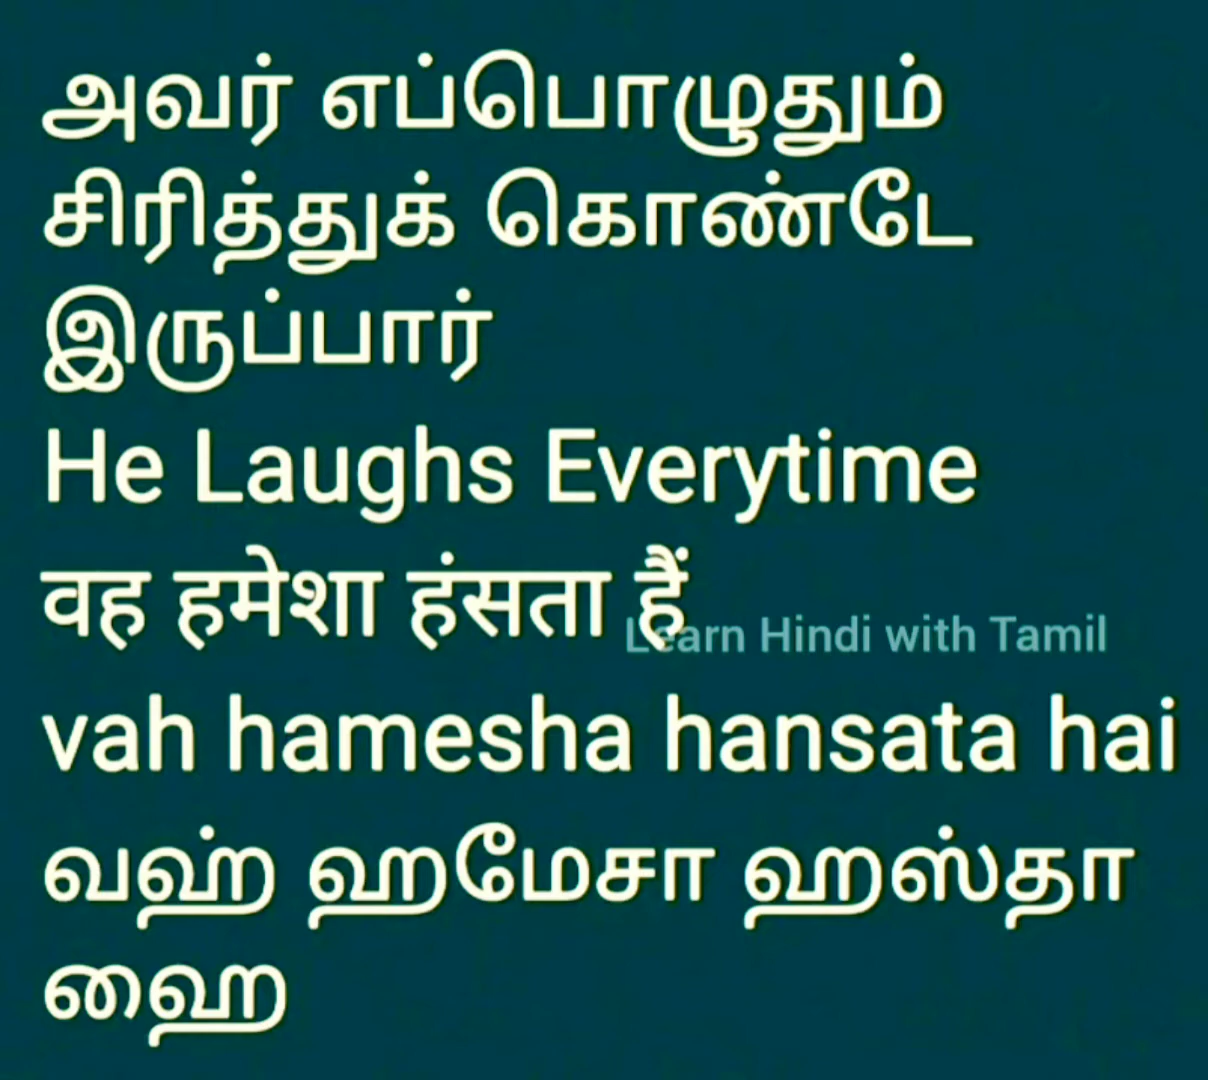 அவர் எப்பொழுதும்
சிரித்துக் கொண்டே
இருப்பார்
He Laughs Everytime
वह हमेशा हंसता हैं
Learn Hindi with Tamil
vah hamesha hansata hai
வஹ் ஹமேசா ஹஸ்தா
ஹை